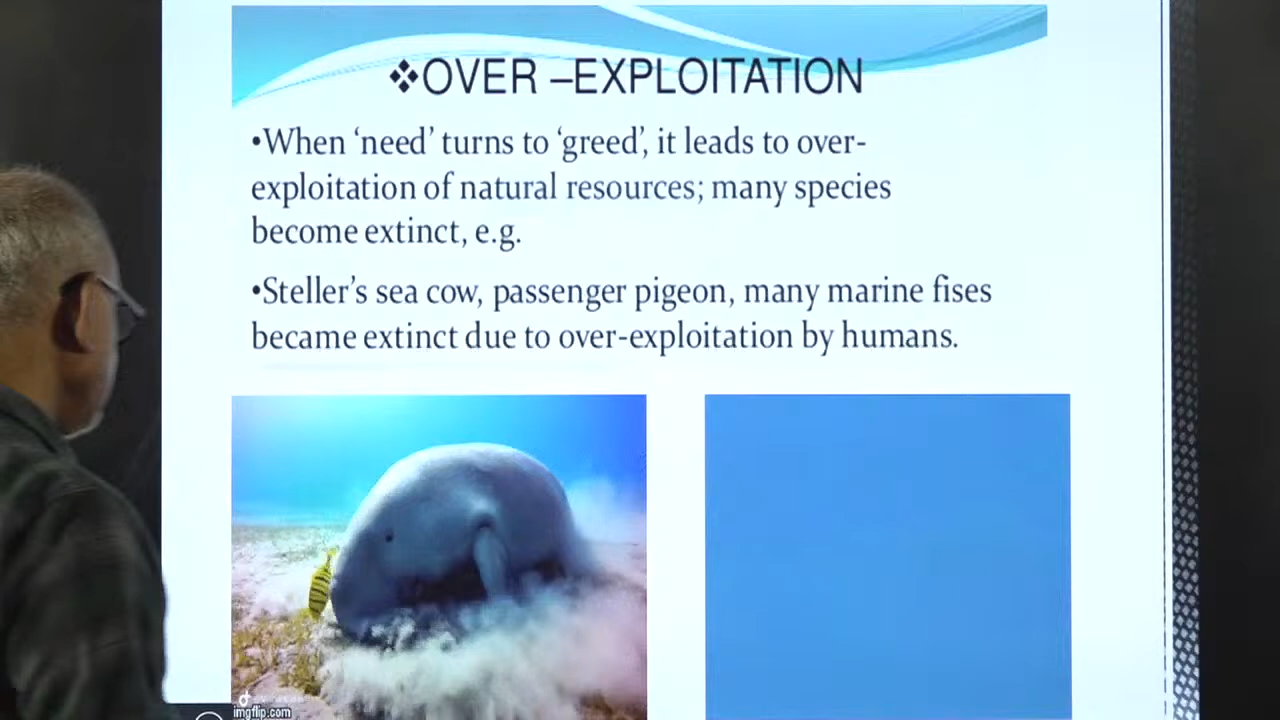 ❖OVER –EXPLOITATION
•When ‘need’ turns to ‘greed’, it leads to over-
exploitation of natural resources; many species
become extinct, e.g.
•Steller’s sea cow, passenger pigeon, many marine fises
became extinct due to over-exploitation by humans.
imgflip.com